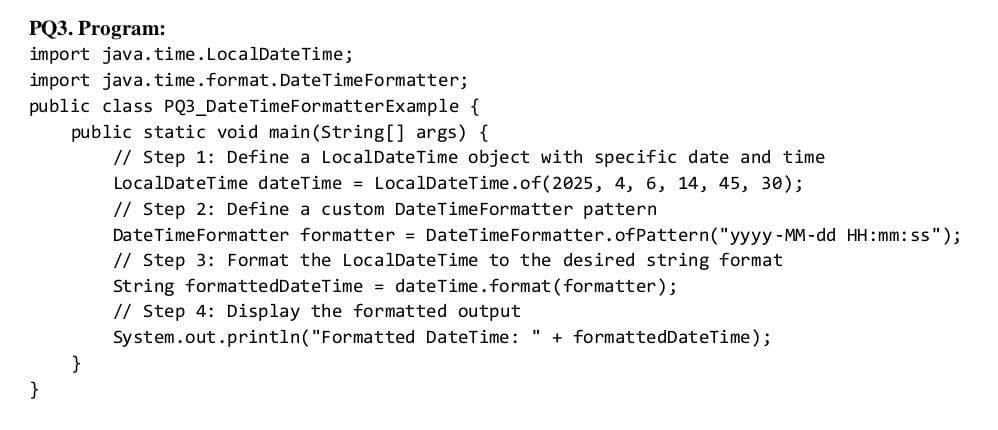 PQ3. Program:
import java.time.LocalDateTime;
import java.time.format.DateTimeFormatter;
public class PQ3_DateTimeFormatterExample {
    public static void main(String[] args) {
        // Step 1: Define a LocalDateTime object with specific date and time
        LocalDateTime dateTime = LocalDateTime.of(2025, 4, 6, 14, 45, 30);
        // Step 2: Define a custom DateTimeFormatter pattern
        DateTimeFormatter formatter = DateTimeFormatter.ofPattern("yyyy-MM-dd HH:mm:ss");
        // Step 3: Format the LocalDateTime to the desired string format
        String formattedDateTime = dateTime.format(formatter);
        // Step 4: Display the formatted output
        System.out.println("Formatted DateTime: " + formattedDateTime);
    }
}